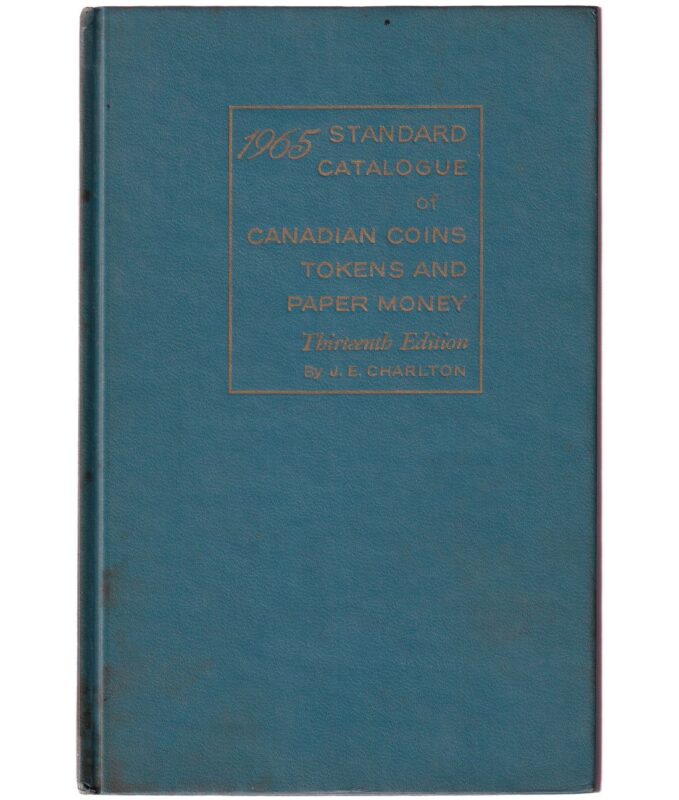 1965 STANDARD
CATALOGUE
of
CANADIAN COINS
TOKENS AND
PAPER MONEY
Thirteenth Edition
By J. E. CHARLTON